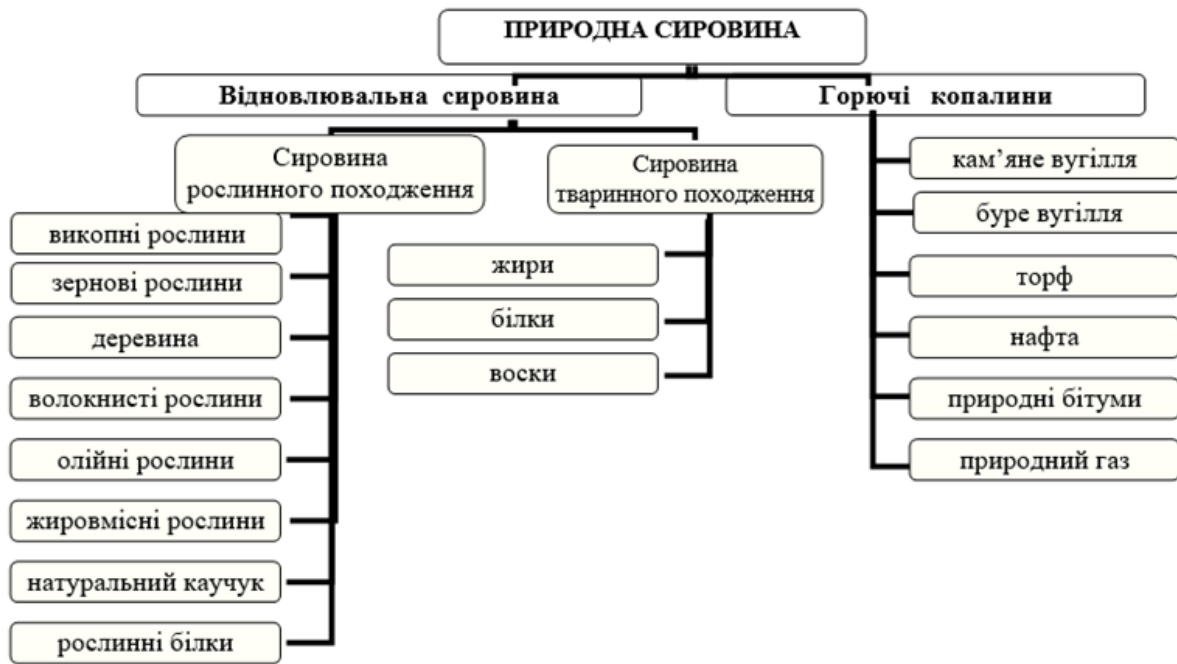 ПРИРОДНА СИРОВИНА
Відновлювальна сировина
Горючі копалини
Сировина
рослинного походження
викопні рослини
зернові рослини
деревина
волокнисті рослини
олійні рослини
жировмісні рослини
натуральний каучук
рослинні білки
Сировина
тваринного походження
жири
білки
воски
кам’яне вугілля
буре вугілля
торф
нафта
природні бітуми
природний газ